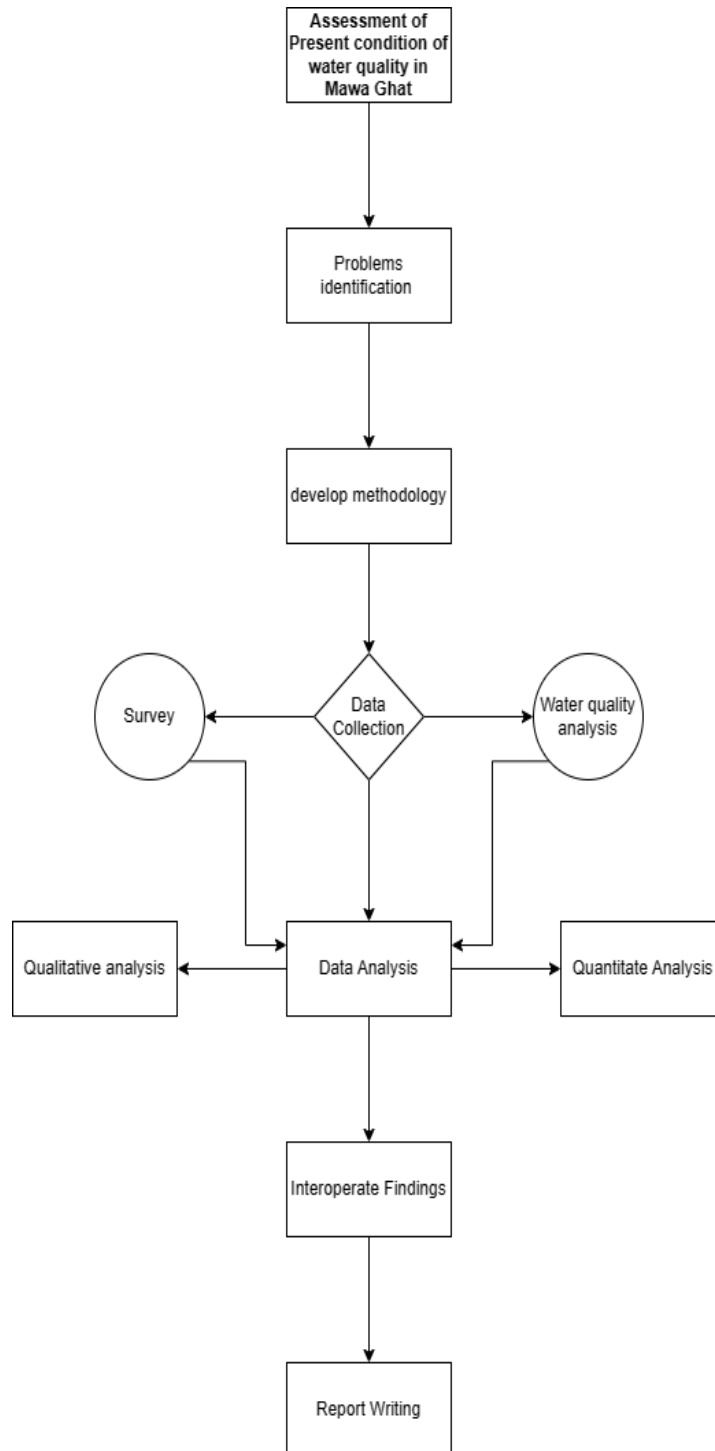 Assessment of
Present condition of
water quality in
Mawa Ghat
Problems
identification
develop methodology
Survey
Data
Collection
Water quality
analysis
Qualitative analysis
Data Analysis
Quantitate Analysis
Interoperate Findings
Report Writing